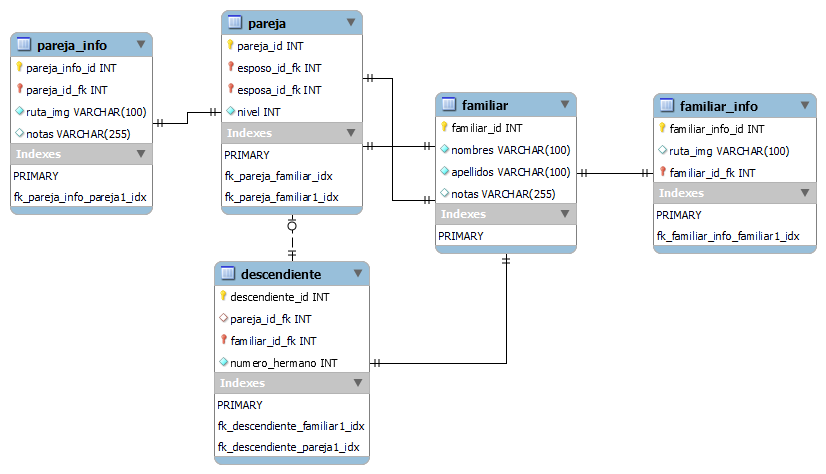 pareja_info
pareja_info_id INT
pareja_id_fk INT
ruta_img VARCHAR(100)
notas VARCHAR(255)
Indexes
PRIMARY
fk_pareja_info_pareja1_idx
pareja
pareja_id INT
esposo_id_fk INT
esposa_id_fk INT
nivel INT
Indexes
PRIMARY
fk_pareja_familiar_idx
fk_pareja_familiar1_idx
familiar
familiar_id INT
nombres VARCHAR(100)
apellidos VARCHAR(100)
notas VARCHAR(255)
Indexes
PRIMARY
familiar_info
familiar_info_id INT
ruta_img VARCHAR(100)
familiar_id_fk INT
Indexes
PRIMARY
fk_familiar_info_familiar1_idx
descendiente
descendiente_id INT
pareja_id_fk INT
familiar_id_fk INT
numero_hermano INT
Indexes
PRIMARY
fk_descendiente_familiar1_idx
fk_descendiente_pareja1_idx